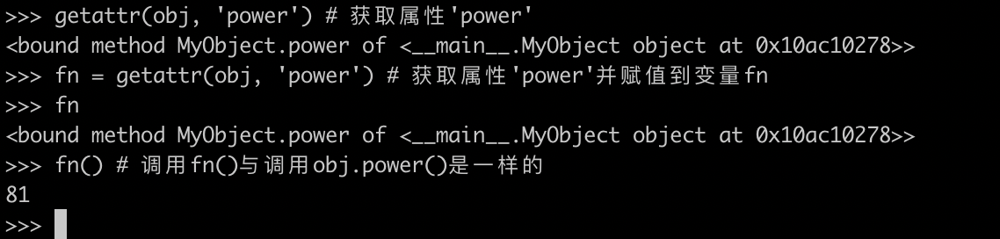 >>> getattr(obj, 'power') # 获取属性'power'
<bound method MyObject.power of <__main__.MyObject object at 0x10ac10278>>
>>> fn = getattr(obj, 'power') # 获取属性'power'并赋值到变量fn
>>> fn
<bound method MyObject.power of <__main__.MyObject object at 0x10ac10278>>
>>> fn() # 调用fn()与调用obj.power()是一样的
81
>>>